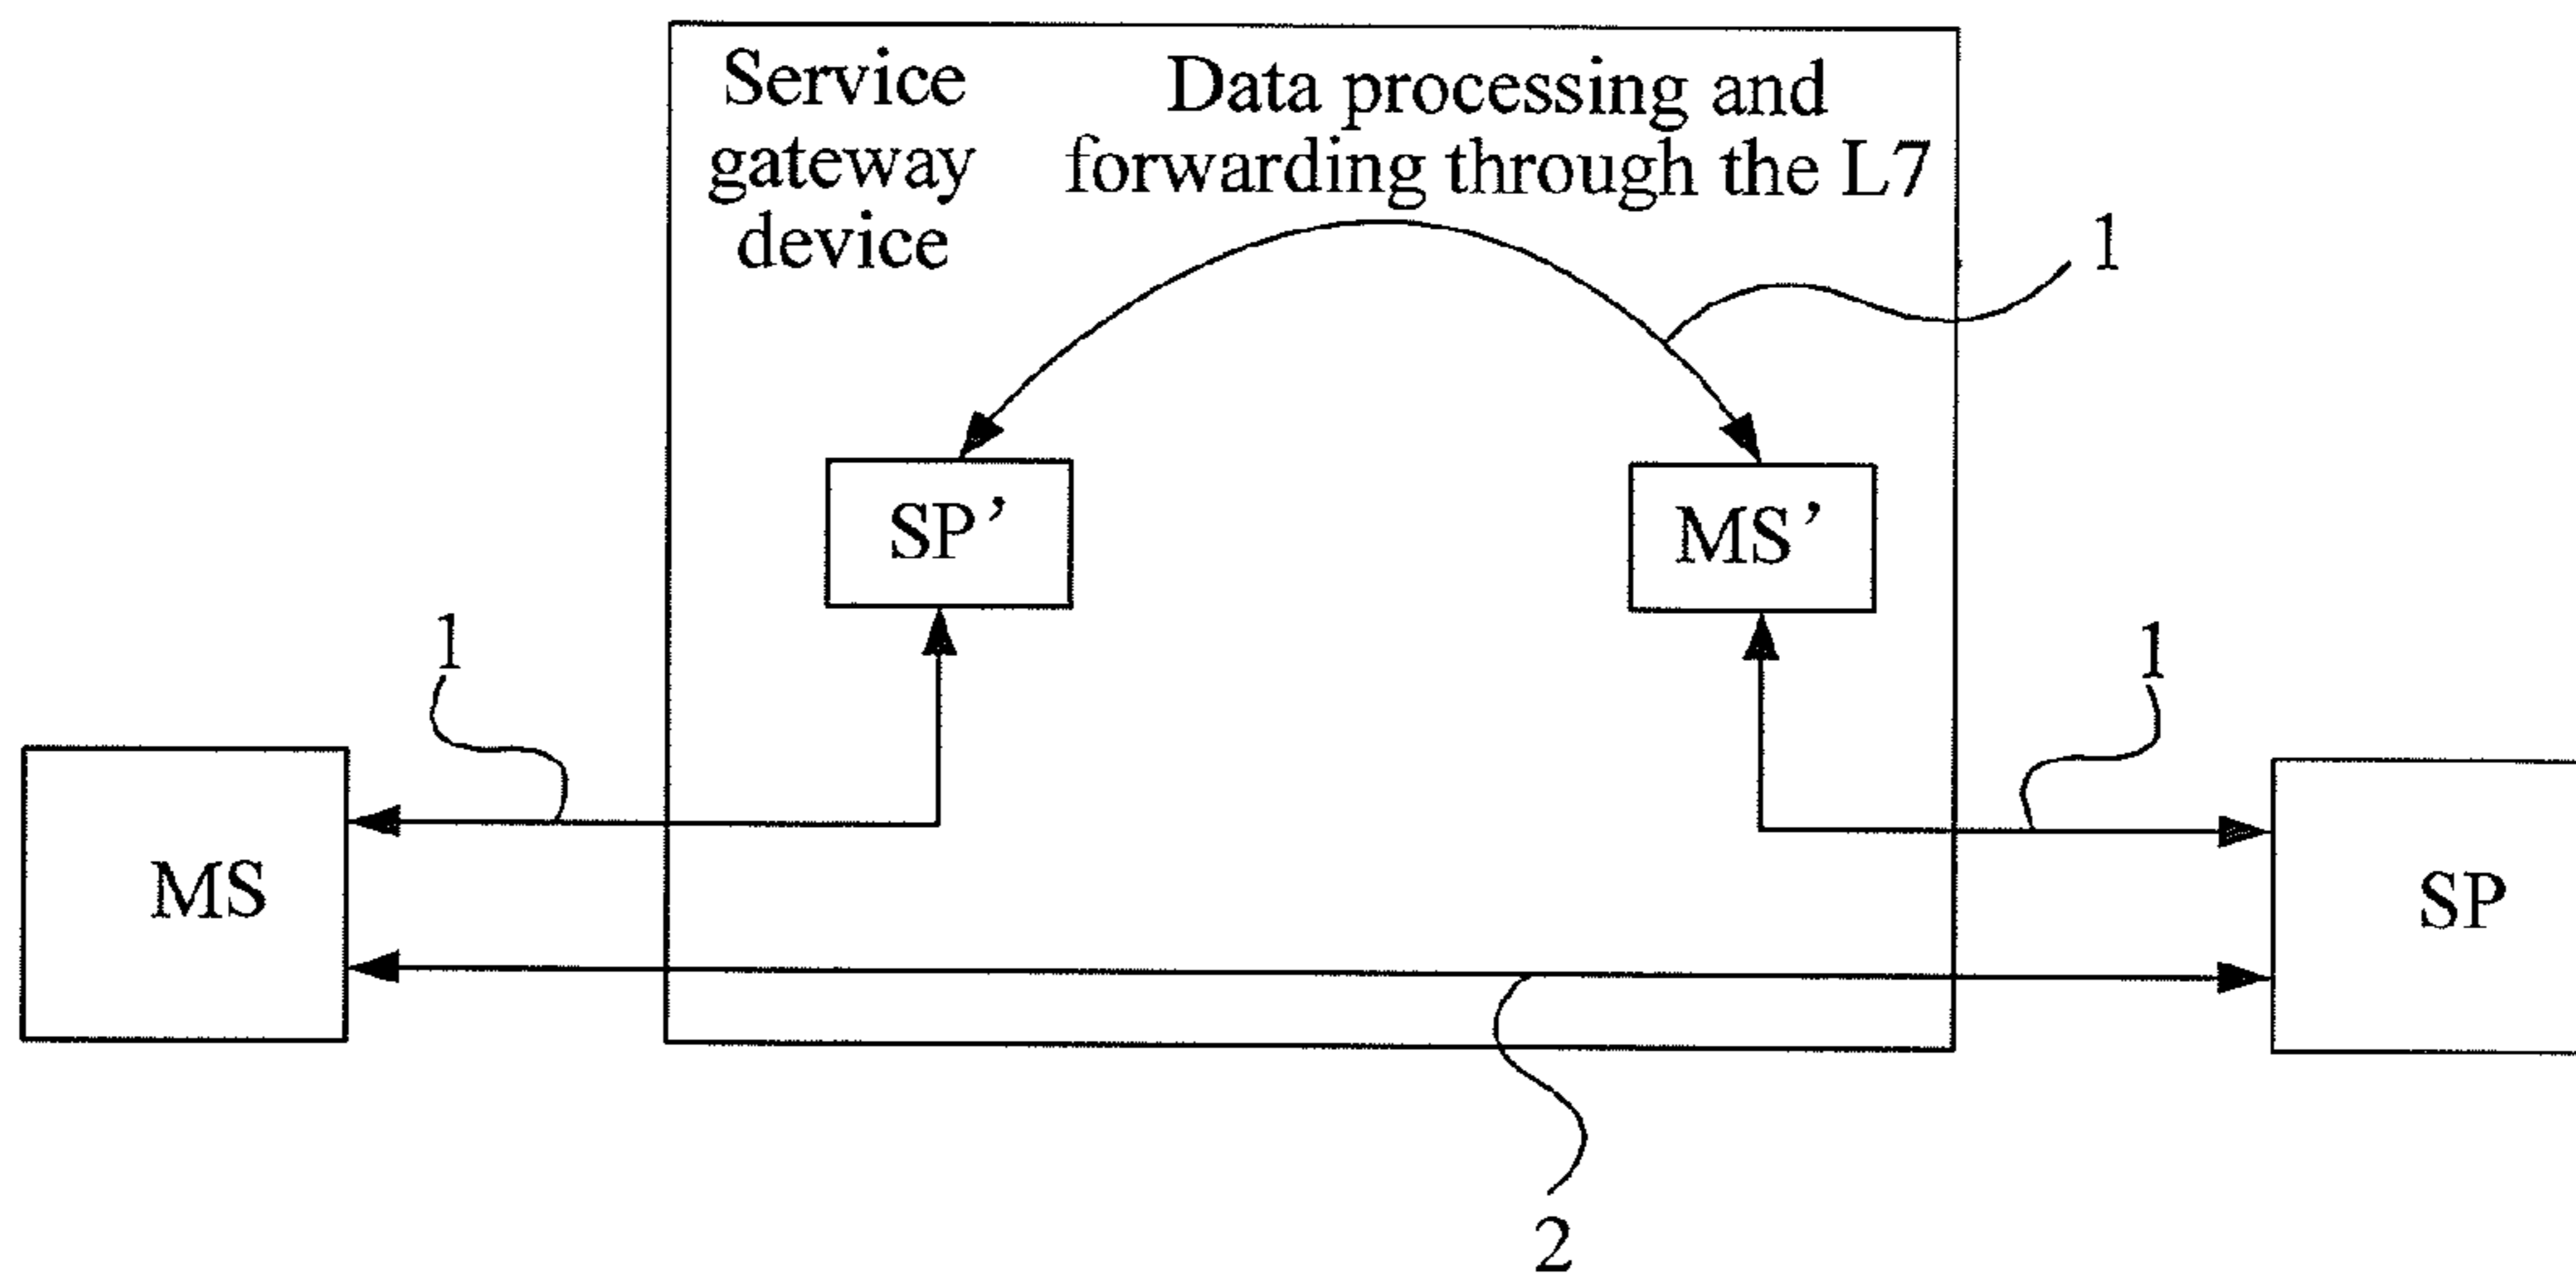 Service
gateway
device
Data processing and
forwarding through the L7
1
SP’
MS’
1
1
MS
SP
2